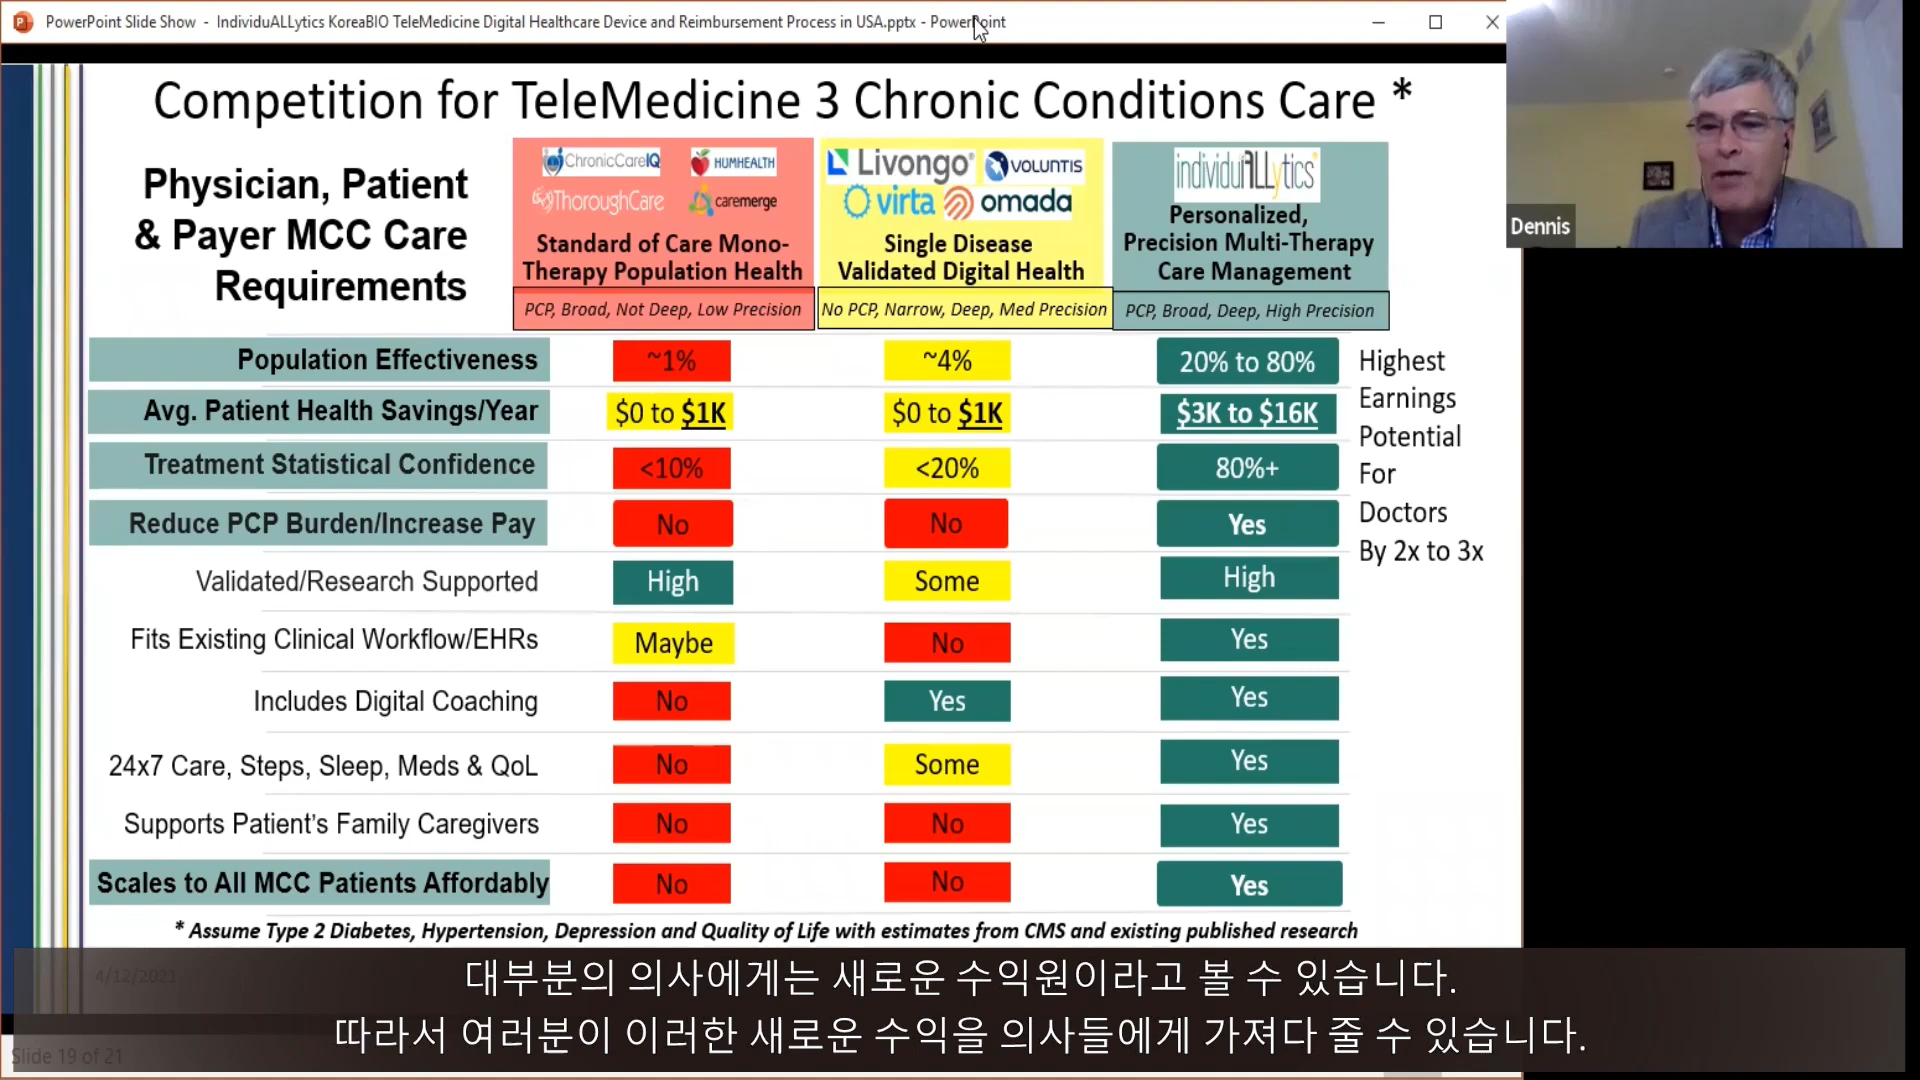 PowerPoint Slide Show - IndividuALLytics KoreaBIO TeleMedicine Digital Healthcare Device and Reimbursement Process in USA.pptx - PowerPoint
Competition for TeleMedicine 3 Chronic Conditions Care *
Physician, Patient
& Payer MCC Care
Requirements
ChronicCareIQ HUMHEALTH
ThoroughCare caremerge
Standard of Care Mono-
Therapy Population Health
PCP, Broad, Not Deep, Low Precision
Livongo VOLUNTIS
virta omada
Single Disease
Validated Digital Health
No PCP, Narrow, Deep, Med Precision
individuALLytics
Personalized,
Precision Multi-Therapy
Care Management
PCP, Broad, Deep, High Precision
Dennis
Population Effectiveness ~1% ~4% 20% to 80%
Avg. Patient Health Savings/Year $0 to $1K $0 to $1K $3K to $16K
Treatment Statistical Confidence <10% <20% 80%+
Reduce PCP Burden/Increase Pay No No Yes
Validated/Research Supported High Some High
Fits Existing Clinical Workflow/EHRs Maybe No Yes
Includes Digital Coaching No Yes Yes
24x7 Care, Steps, Sleep, Meds & QoL No Some Yes
Supports Patient's Family Caregivers No No Yes
Scales to All MCC Patients Affordably No No Yes
Highest
Earnings
Potential
For
Doctors
By 2x to 3x
* Assume Type 2 Diabetes, Hypertension, Depression and Quality of Life with estimates from CMS and existing published research
4/12/2021
대부분의 의사에게는 새로운 수익원이라고 볼 수 있습니다.
따라서 여러분이 이러한 새로운 수익을 의사들에게 가져다 줄 수 있습니다.
Slide 19 of 21